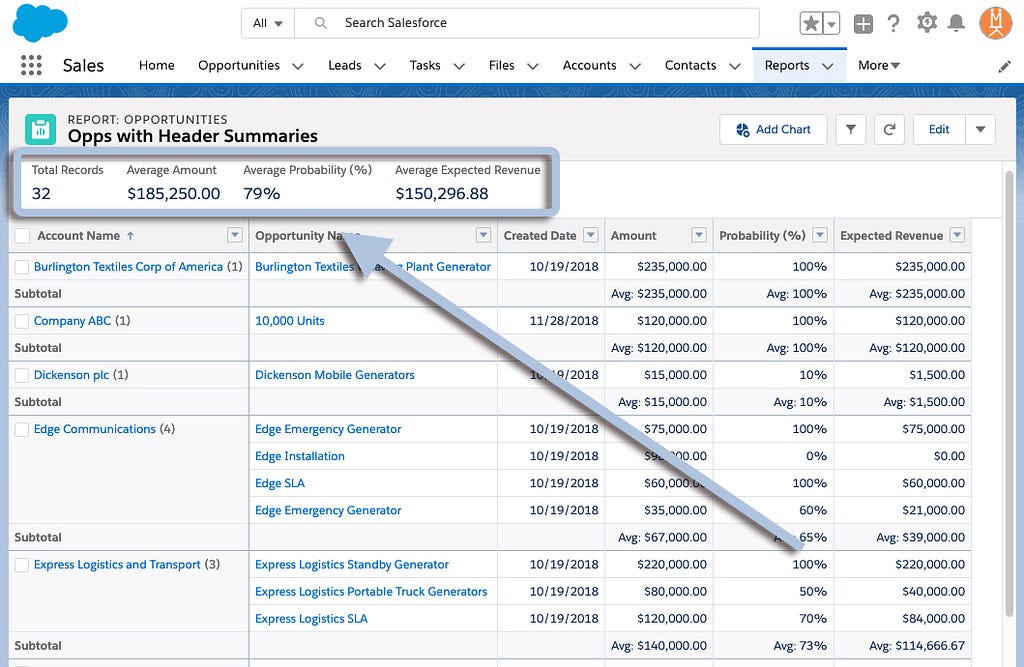 All Search Salesforce
Sales Home Opportunities Leads Tasks Files Accounts Contacts Reports More
REPORT: OPPORTUNITIES
Opps with Header Summaries
Add Chart Edit
Total Records Average Amount Average Probability (%) Average Expected Revenue
32 $185,250.00 79% $150,296.88
Account Name ↑ Opportunity Created Date Amount Probability (%) Expected Revenue
Burlington Textiles Corp of America (1) Burlington Textiles Plant Generator 10/19/2018 $235,000.00 100% $235,000.00
Subtotal Avg: $235,000.00 Avg: 100% Avg: $235,000.00
Company ABC (1) 10,000 Units 11/28/2018 $120,000.00 100% $120,000.00
Subtotal Avg: $120,000.00 Avg: 100% Avg: $120,000.00
Dickenson plc (1) Dickenson Mobile Generators 10/19/2018 $15,000.00 10% $1,500.00
Subtotal Avg: $15,000.00 Avg: 10% Avg: $1,500.00
Edge Communications (4) Edge Emergency Generator 10/19/2018 $75,000.00 100% $75,000.00
Edge Installation 10/19/2018 0% $0.00
Edge SLA 10/19/2018 $60,000.00 100% $60,000.00
Edge Emergency Generator 10/19/2018 $35,000.00 60% $21,000.00
Subtotal Avg: $67,000.00 65% Avg: $39,000.00
Express Logistics and Transport (3) Express Logistics Standby Generator 10/19/2018 $220,000.00 100% $220,000.00
Express Logistics Portable Truck Generators 10/19/2018 $80,000.00 50% $40,000.00
Express Logistics SLA 10/19/2018 $120,000.00 70% $84,000.00
Subtotal Avg: $140,000.00 Avg: 73% Avg: $114,666.67